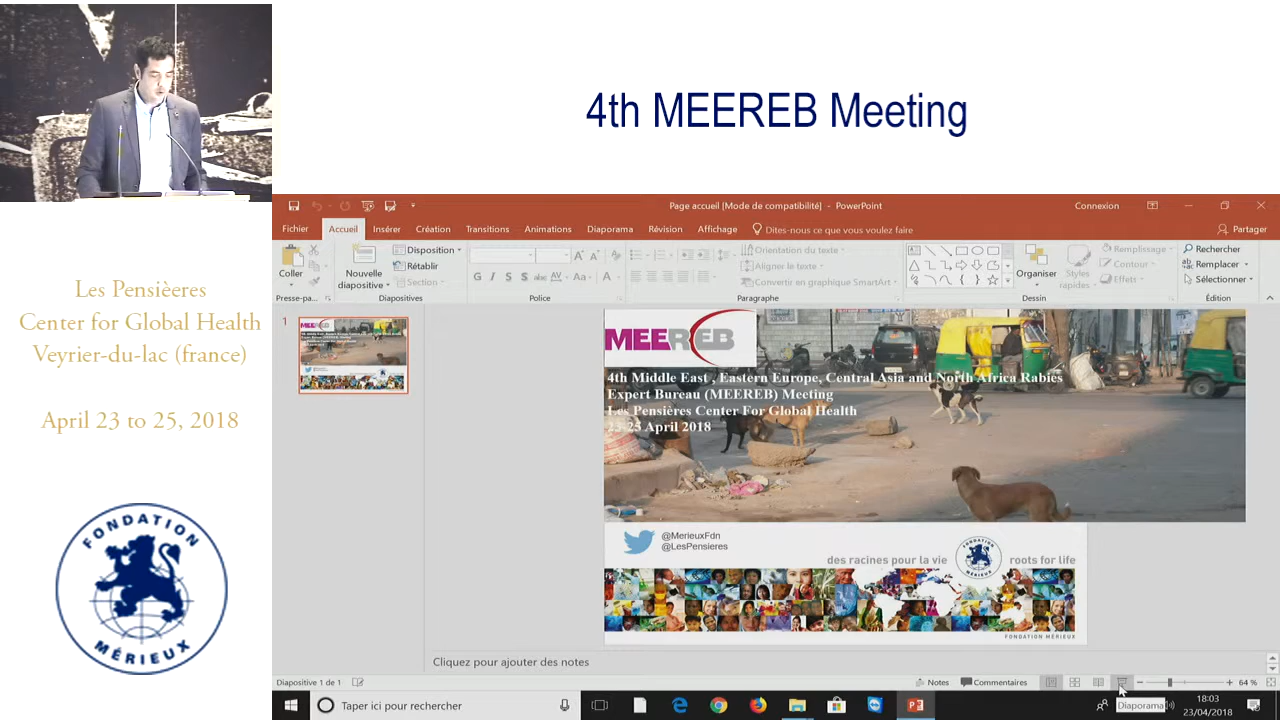 4th MEEREB Meeting
Les Pensièeres
Center for Global Health
Veyrier-du-lac (france)
April 23 to 25, 2018
FONDATION
MÉRIEUX
Page accueil [Mode de compatibilité] - PowerPoint
Connexion
Fichier Accueil Insérer Création Transitions Animations Diaporama Révision Affichage Dites-nous ce que vous voulez faire Partager
Coller
Nouvelle
diapositive
Disposition
Rétablir
Section
G I S S abc AV Aa A
Orientation du texte
Aligner le texte
Convertir en graphique SmartArt
Organiser
Styles
rapides
Remplissage
Contour
Effets
Rechercher
Remplacer
Sélectionner
Presse-pa... Diapositives Police Paragraphe Dessin Édition
1
MEEREB
4th Middle East , Eastern Europe, Central Asia and North Africa Rabies
Expert Bureau (MEEREB) Meeting
Les Pensières Center For Global Health
23-25 April 2018
@MerieuxFdn
@LesPensieres
des racines pour la vie
roots for life
FONDATION MÉRIEUX
Cliquez pour ajouter des notes
Diapositive 1 de 1
Notes
Commentaires
64 %
Taper ici pour rechercher
Diaporama
18:03
23/04/2018